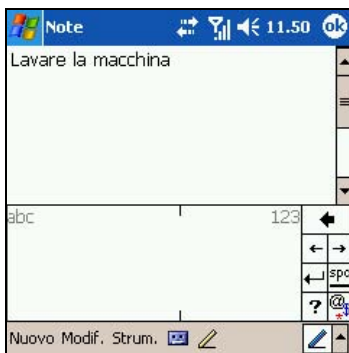 Note 11.50 ok
Lavare la macchina
abc 123
spc
? @
Nuovo Modif. Strum.